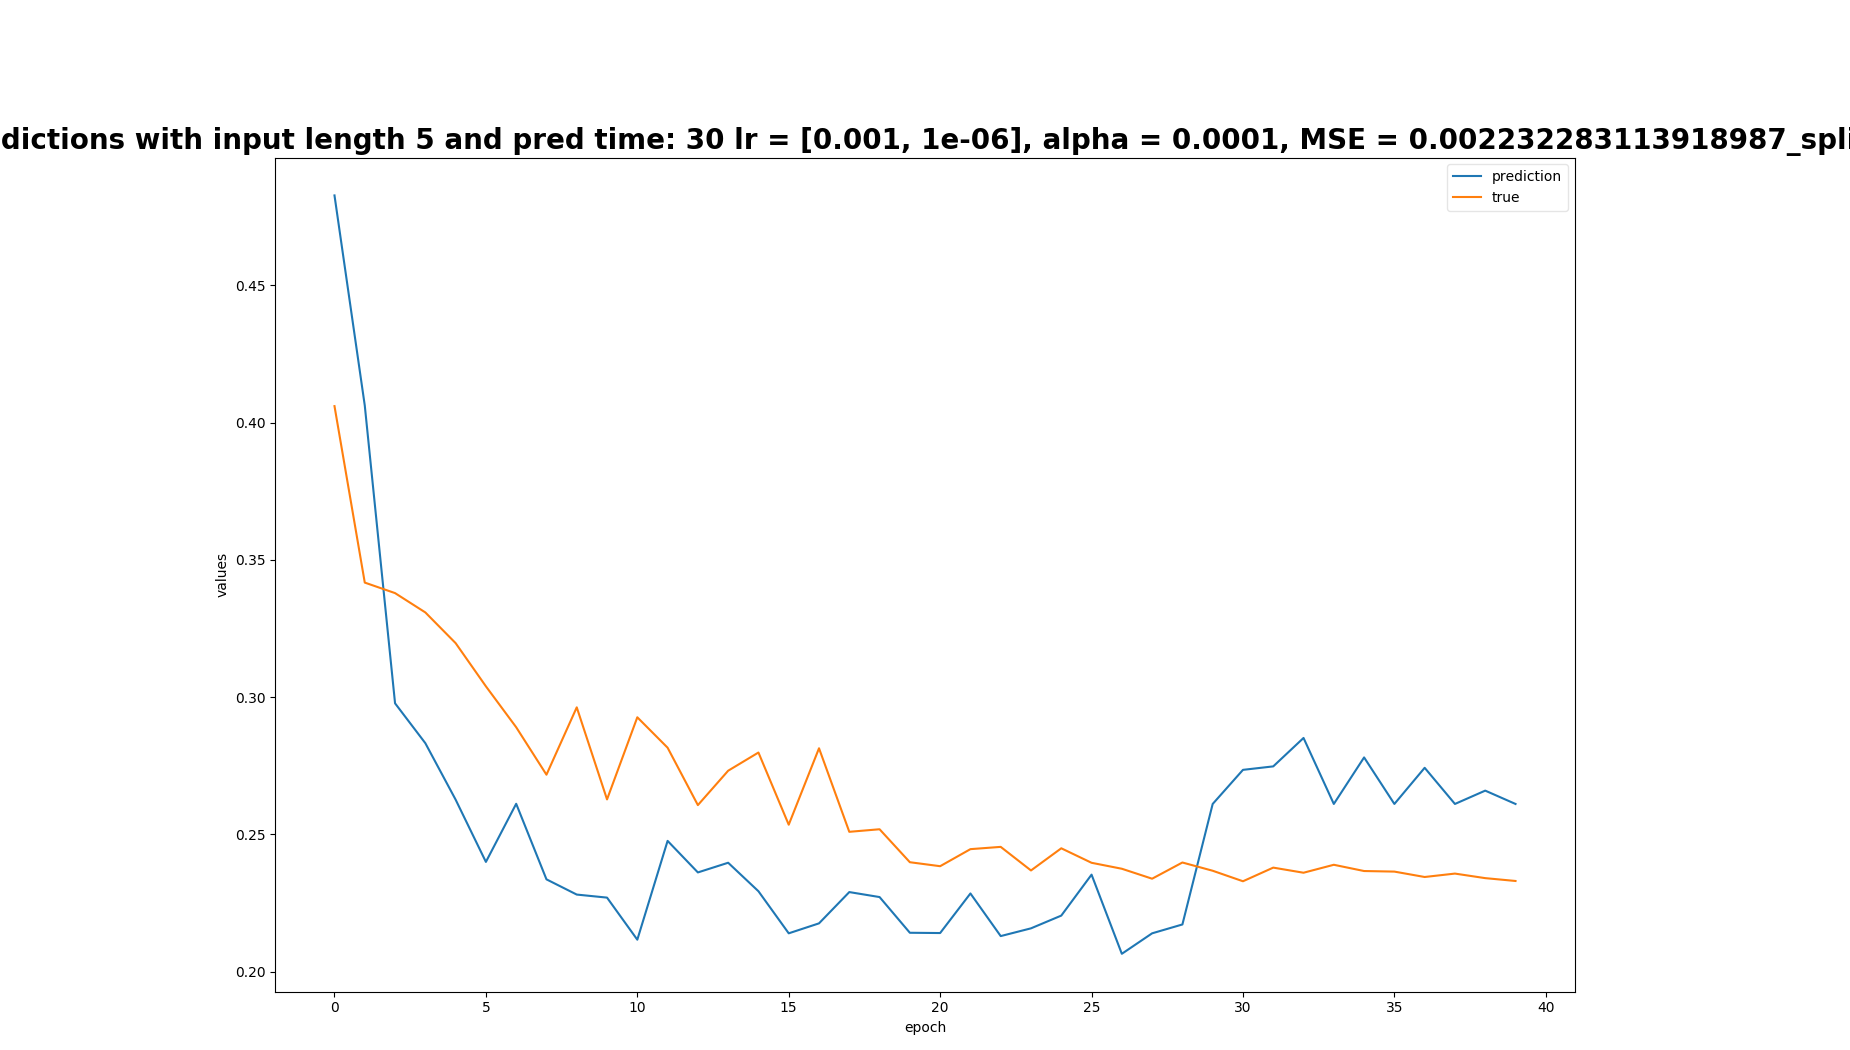 dictions with input length 5 and pred time: 30 lr = [0.001, 1e-06], alpha = 0.0001, MSE = 0.002232283113918987_spli
prediction
true
0.45
0.40
0.35
0.30
0.25
0.20
values
0 5 10 15 20 25 30 35 40
epoch